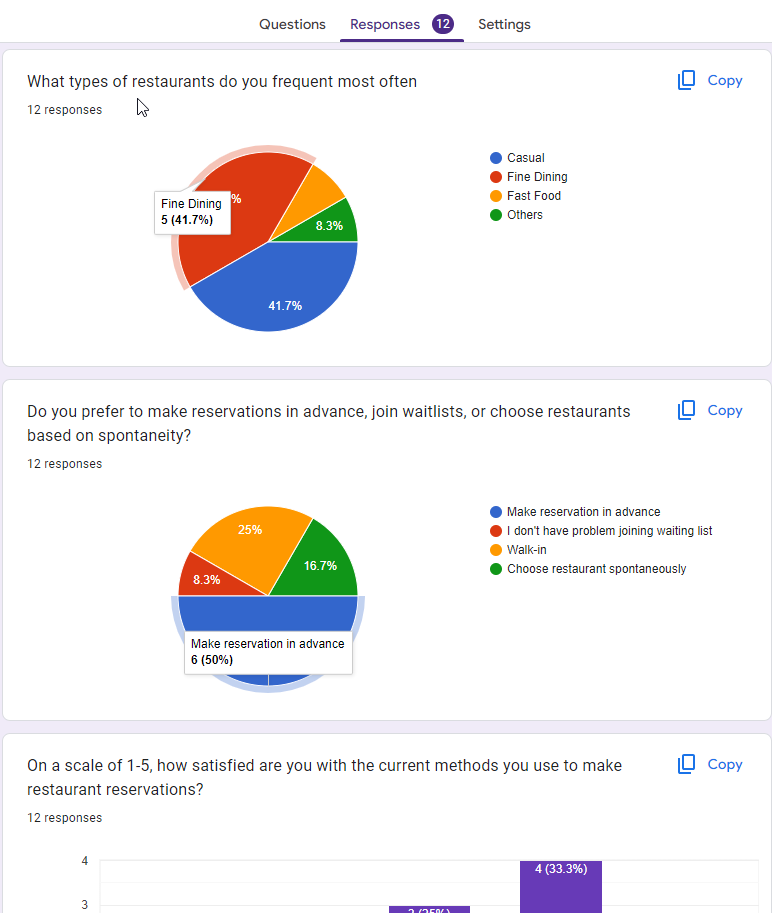 Questions Responses 12 Settings
What types of restaurants do you frequent most often
Copy
12 responses
Fine Dining
5 (41.7%)
%
8.3%
41.7%
Casual
Fine Dining
Fast Food
Others
Do you prefer to make reservations in advance, join waitlists, or choose restaurants
based on spontaneity?
Copy
12 responses
25%
8.3%
16.7%
Make reservation in advance
6 (50%)
Make reservation in advance
I don't have problem joining waiting list
Walk-in
Choose restaurant spontaneously
On a scale of 1-5, how satisfied are you with the current methods you use to make
restaurant reservations?
Copy
12 responses
4
3
4 (33.3%)
3 (25%)